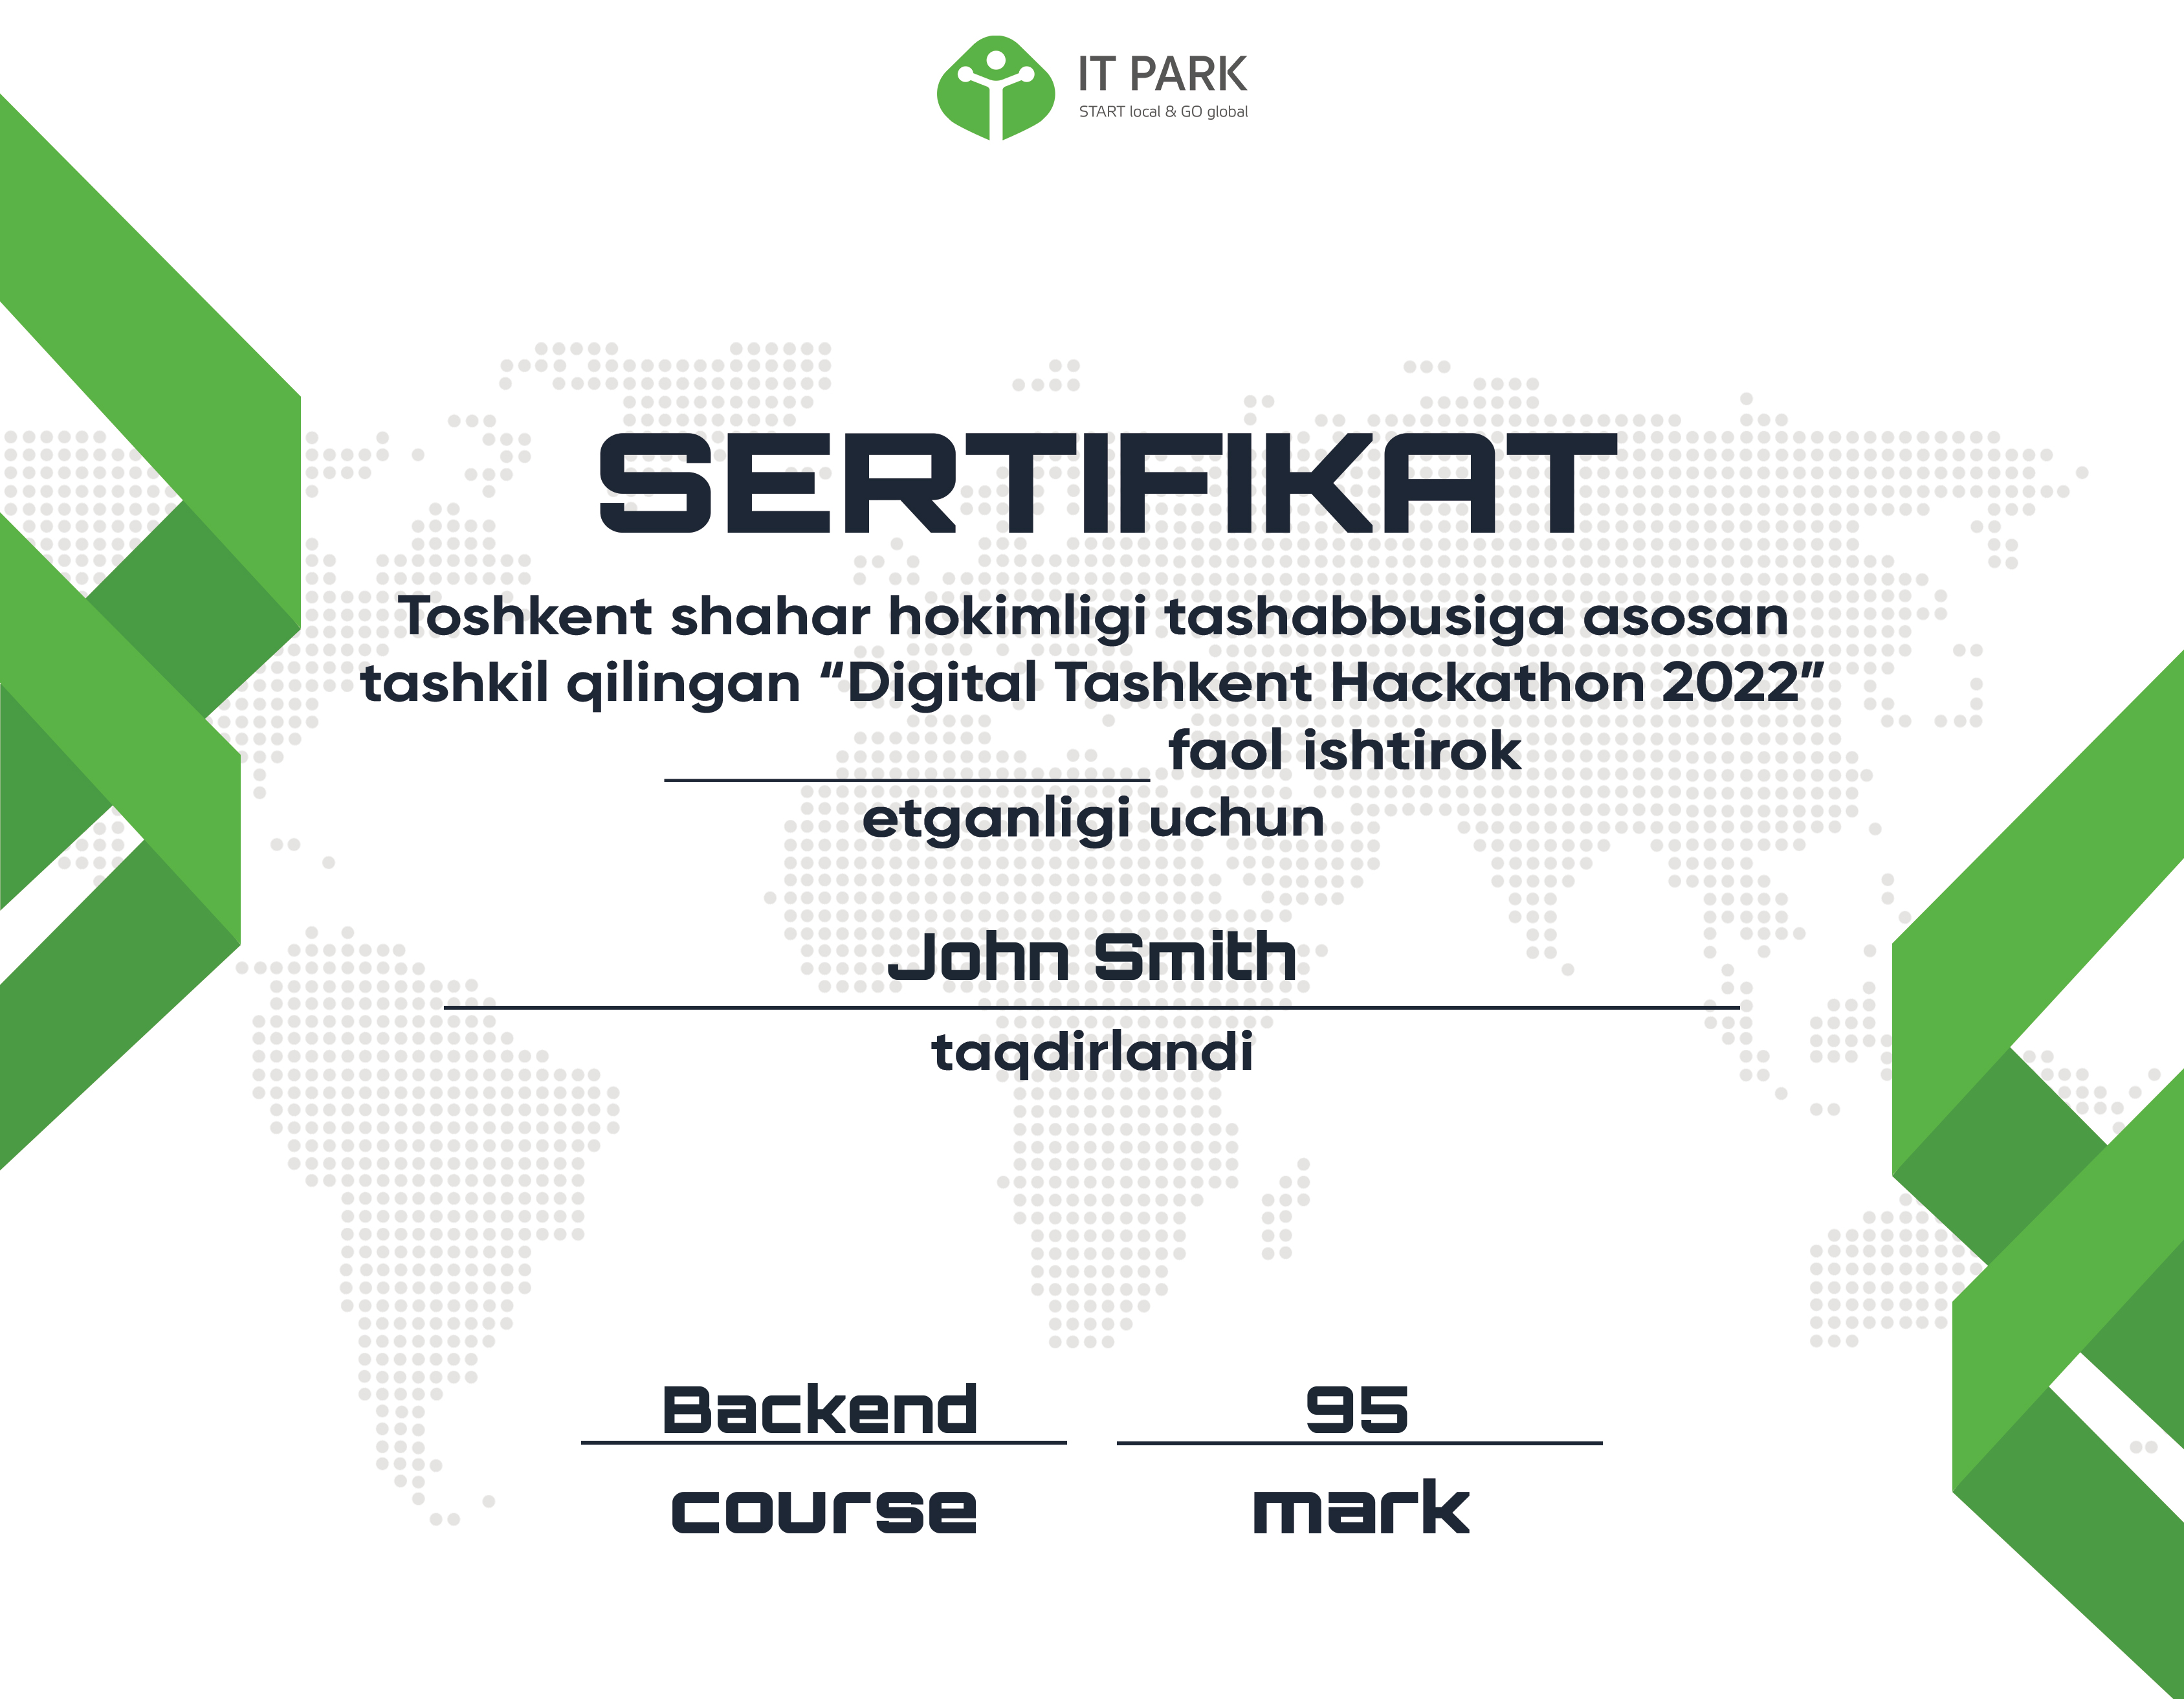 IT PARK
START local & GO global
SERTIFIKAT
Toshkent shahar hokimligi tashabbusiga asosan
tashkil qilingan “Digital Tashkent Hackathon 2022”
faol ishtirok
etganligi uchun
John Smith
taqdirlandi
Backend
course
95
mark